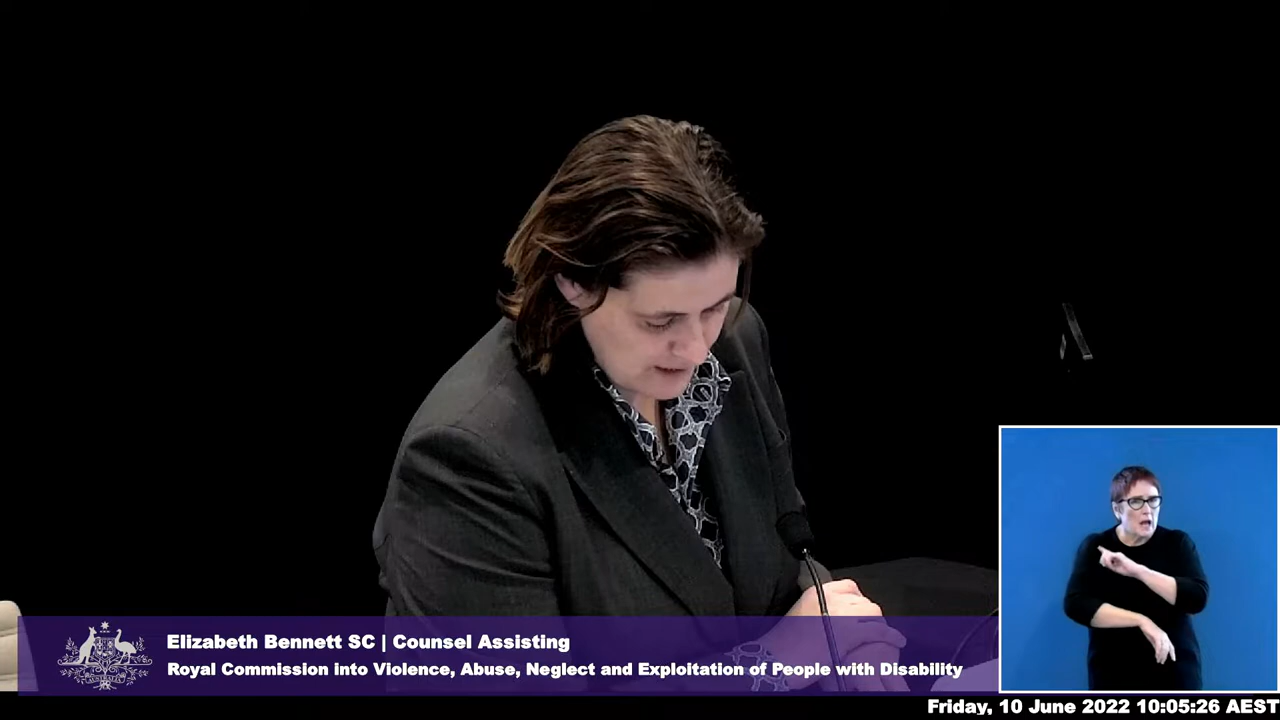 Elizabeth Bennett SC | Counsel Assisting
Royal Commission into Violence, Abuse, Neglect and Exploitation of People with Disability
Friday, 10 June 2022 10:05:26 AEST